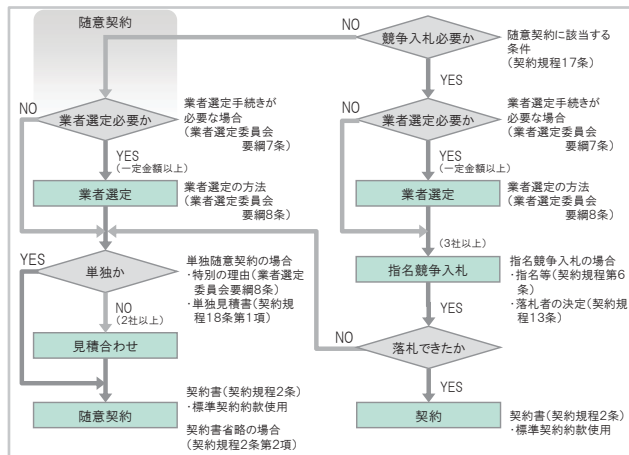 随意契約
NO
競争入札必要か
随意契約に該当する
条件
(契約規程17条)
YES
NO
業者選定必要か
業者選定手続きが
必要な場合
(業者選定委員会
要綱7条)
YES
(一定金額以上)
業者選定
業者選定の方法
(業者選定委員会
要綱8条)
NO
業者選定必要か
業者選定手続きが
必要な場合
(業者選定委員会
要綱7条)
YES
(一定金額以上)
業者選定
業者選定の方法
(業者選定委員会
要綱8条)
(3社以上)
YES
単独か
単独随意契約の場合
・特別の理由(業者選定
委員会要綱8条)
・単独見積書(契約規
程18条第1項)
NO
(2社以上)
見積合わせ
指名競争入札
指名競争入札の場合
・指名等(契約規程第6
条)
・落札者の決定(契約規
程13条)
YES
NO
落札できたか
YES
随意契約
契約書(契約規程2条)
・標準契約約款使用
契約書省略の場合
(契約規程2条第2項)
契約
契約書(契約規程2条)
・標準契約約款使用